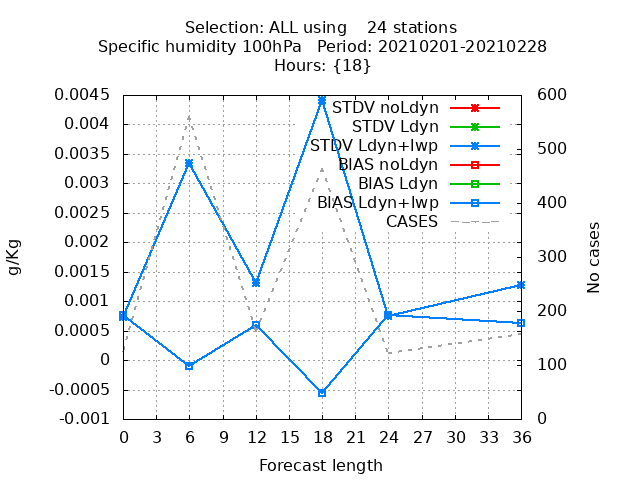 Selection: ALL using    24 stations
Specific humidity 100hPa   Period: 20210201-20210228
Hours: {18}
0.0045
0.004
0.0035
0.003
0.0025
0.002
0.0015
0.001
0.0005
0
-0.0005
-0.001
g/Kg
STDV noLdyn
STDV Ldyn
STDV Ldyn+lwp
BIAS noLdyn
BIAS Ldyn
BIAS Ldyn+lwp
CASES
600
500
400
300
200
100
0
No cases
0 3 6 9 12 15 18 21 24 27 30 33 36
Forecast length